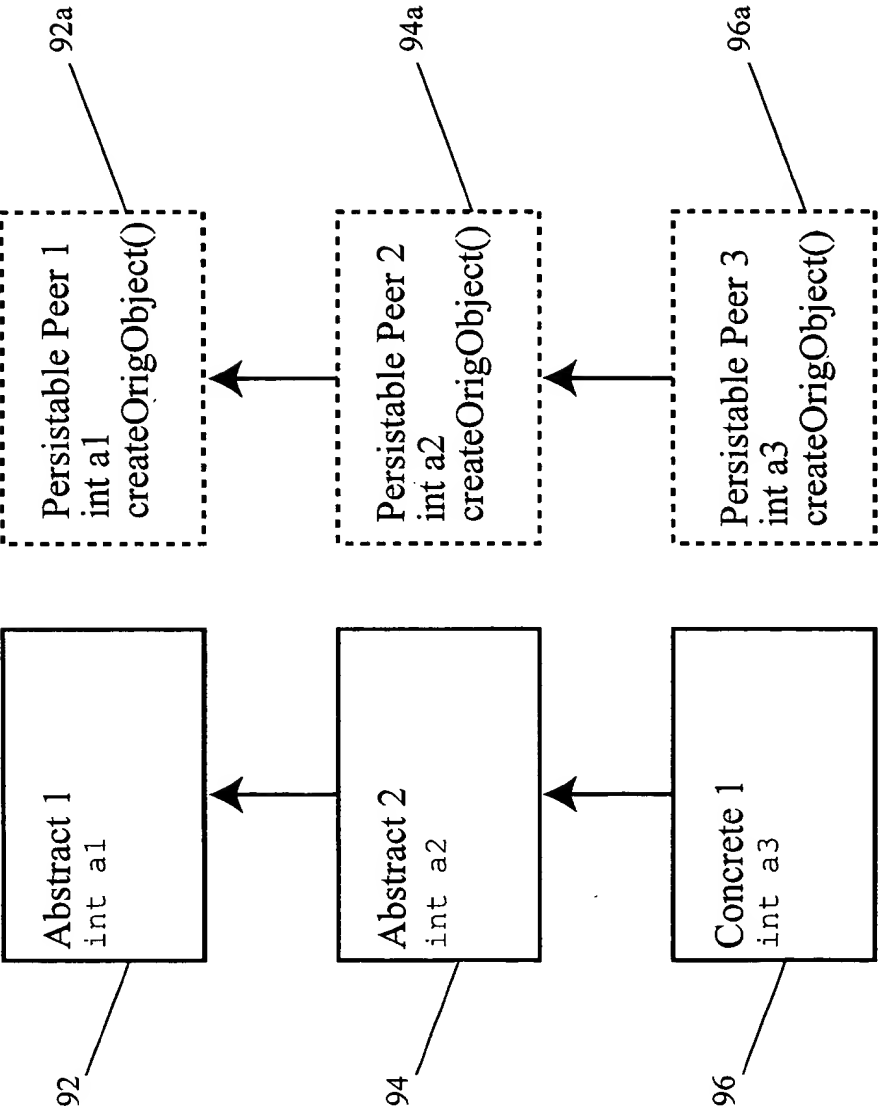 92
Abstract 1
int a1
94
Abstract 2
int a2
96
Concrete 1
int a3
92a
Persistable Peer 1
int a1
createOrigObject()
94a
Persistable Peer 2
int a2
createOrigObject()
96a
Persistable Peer 3
int a3
createOrigObject()